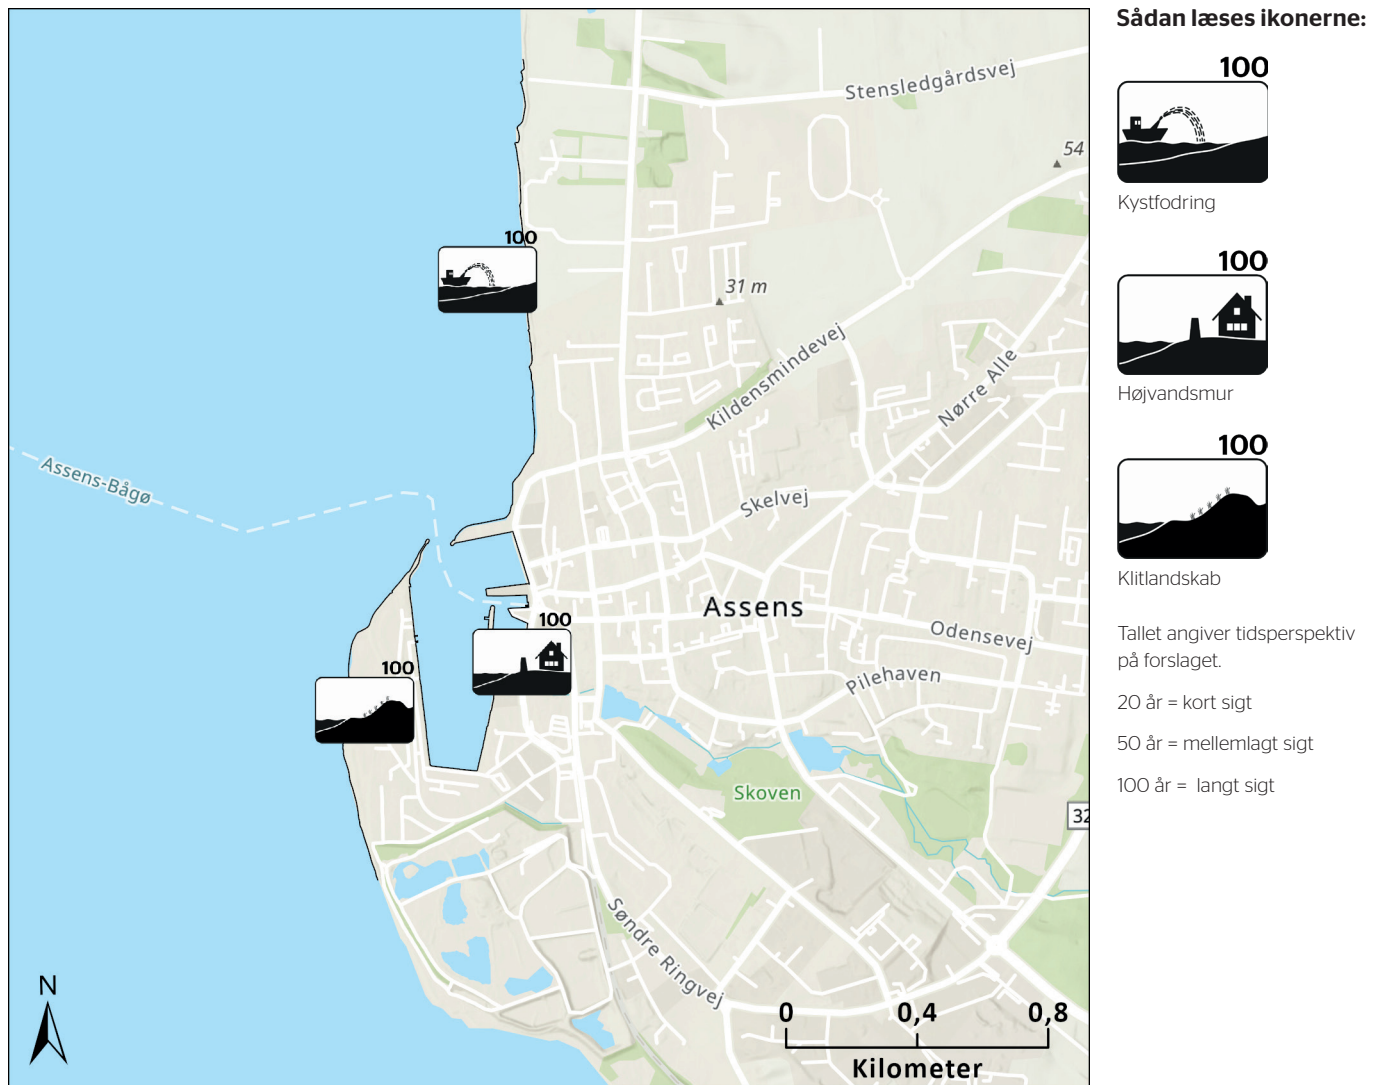 Sådan læses ikonerne:
100
Kystfodring
100
Højvandsmur
100
Klitlandskab
Tallet angiver tidsperspektiv
på forslaget.
20 år = kort sigt
50 år = mellemlagt sigt
100 år = langt sigt
Stensledgårdsvej
54
100
31 m
Kildensmindevej
Nørre Alle
Assens-Bågø
Skelvej
Assens
100
Odensevej
100
Pilehaven
Skoven
32
Søndre Ringvej
N
0 0,4 0,8
Kilometer